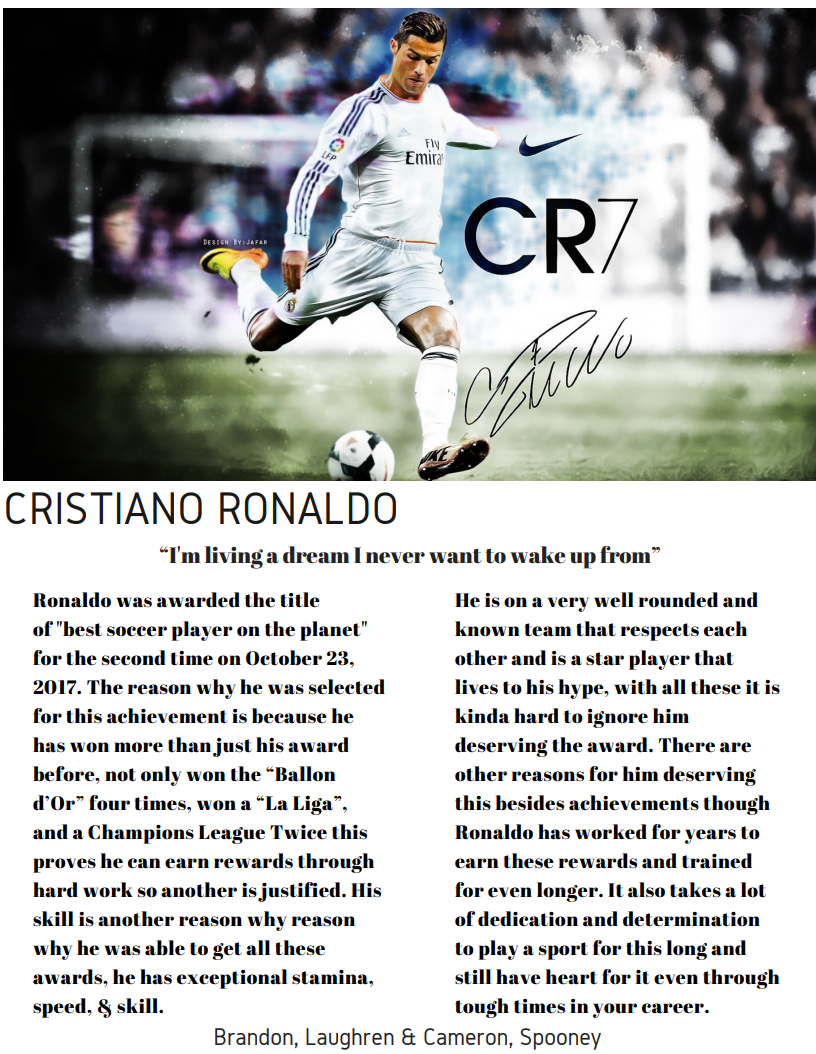 Fly
Emira
LFP
CR7
DESIGN BY:JAFAR
NIKE
CRISTIANO RONALDO
“I'm living a dream I never want to wake up from”
Ronaldo was awarded the title
of "best soccer player on the planet"
for the second time on October 23,
2017. The reason why he was selected
for this achievement is because he
has won more than just his award
before, not only won the “Ballon
d’Or” four times, won a “La Liga”,
and a Champions League Twice this
proves he can earn rewards through
hard work so another is justified. His
skill is another reason why reason
why he was able to get all these
awards, he has exceptional stamina,
speed, & skill.
He is on a very well rounded and
known team that respects each
other and is a star player that
lives to his hype, with all these it is
kinda hard to ignore him
deserving the award. There are
other reasons for him deserving
this besides achievements though
Ronaldo has worked for years to
earn these rewards and trained
for even longer. It also takes a lot
of dedication and determination
to play a sport for this long and
still have heart for it even through
tough times in your career.
Brandon, Laughren & Cameron, Spooney